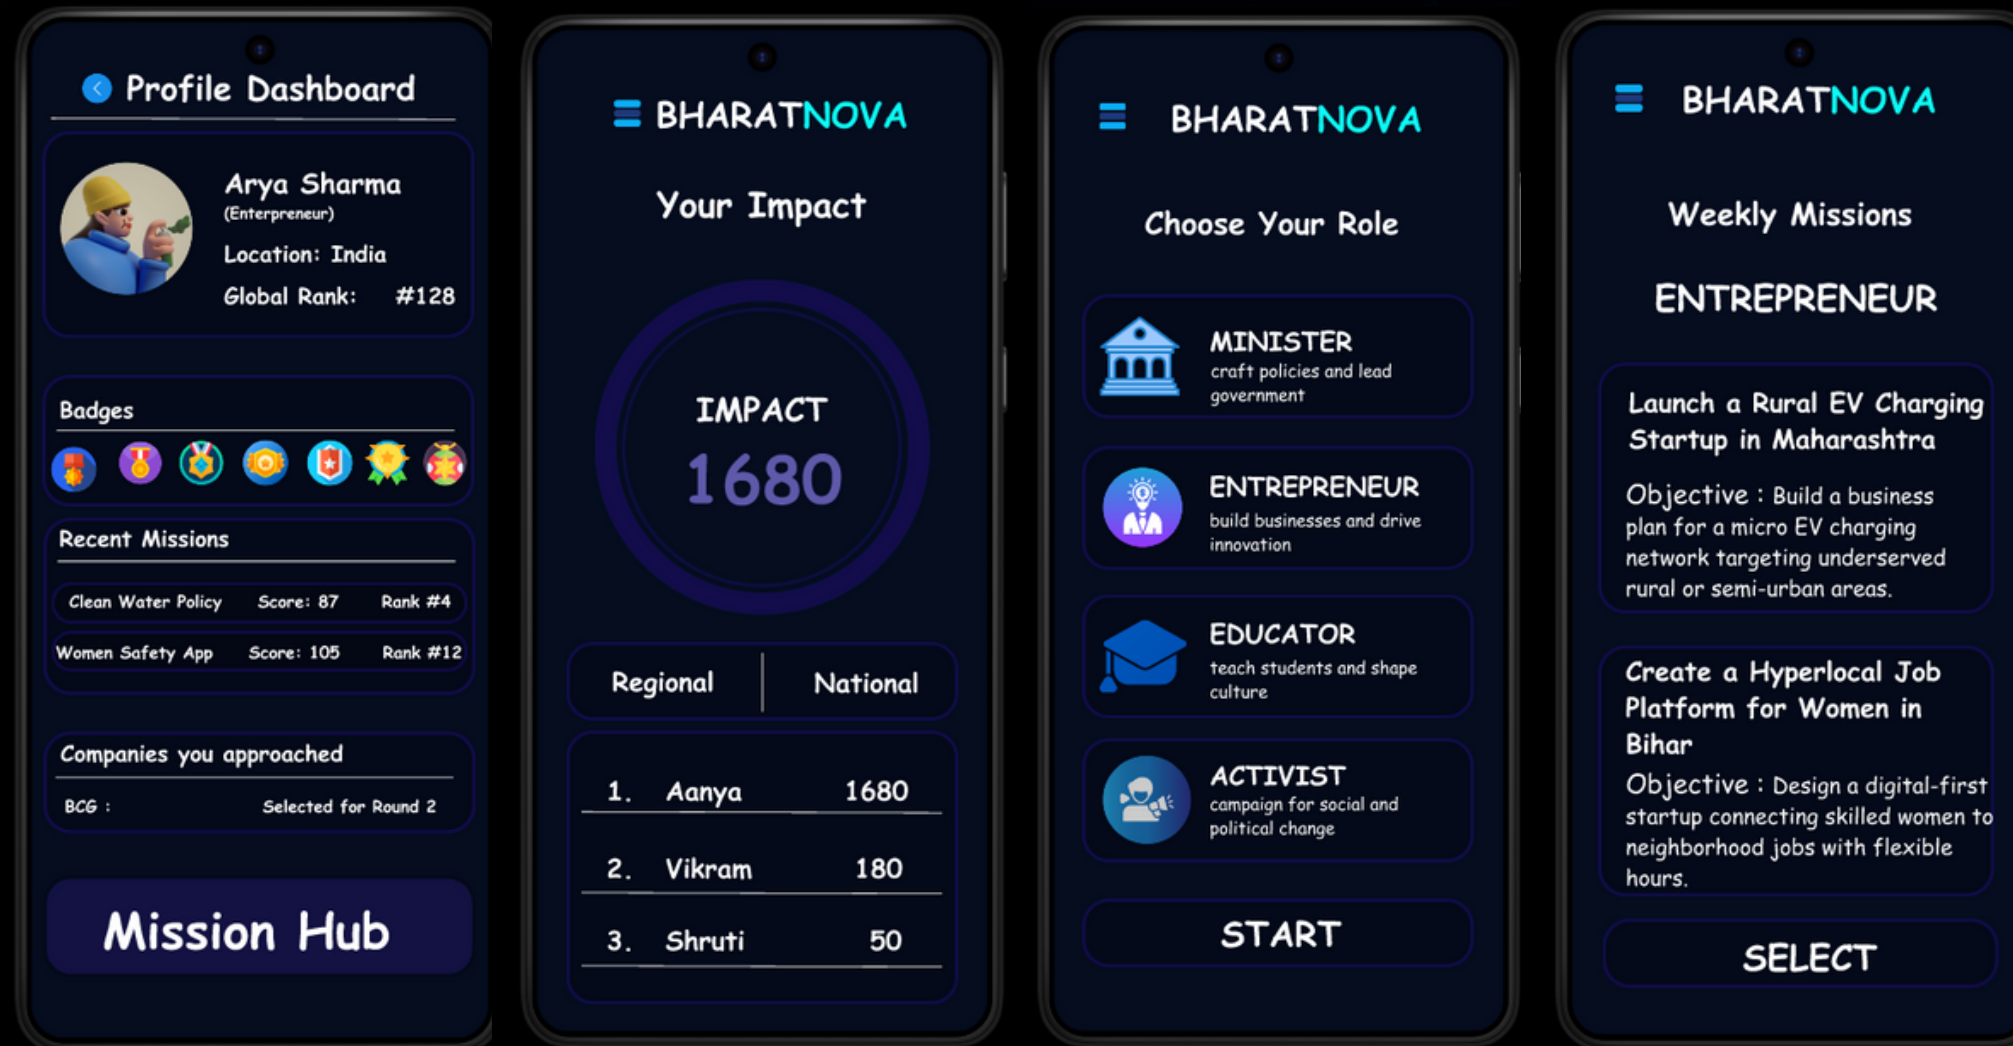 Profile Dashboard
Arya Sharma
(Enterpreneur)
Location: India
Global Rank: #128
Badges
Recent Missions
Clean Water Policy Score: 87 Rank #4
Women Safety App Score: 105 Rank #12
Companies you approached
BCG : Selected for Round 2
Mission Hub
BHARATNOVA
Your Impact
IMPACT
1680
Regional National
1. Aanya 1680
2. Vikram 180
3. Shruti 50
BHARATNOVA
Choose Your Role
MINISTER
craft policies and lead
government
ENTREPRENEUR
build businesses and drive
innovation
EDUCATOR
teach students and shape
culture
ACTIVIST
campaign for social and
political change
START
BHARATNOVA
Weekly Missions
ENTREPRENEUR
Launch a Rural EV Charging
Startup in Maharashtra
Objective : Build a business
plan for a micro EV charging
network targeting underserved
rural or semi-urban areas.
Create a Hyperlocal Job
Platform for Women in
Bihar
Objective : Design a digital-first
startup connecting skilled women to
neighborhood jobs with flexible
hours.
SELECT